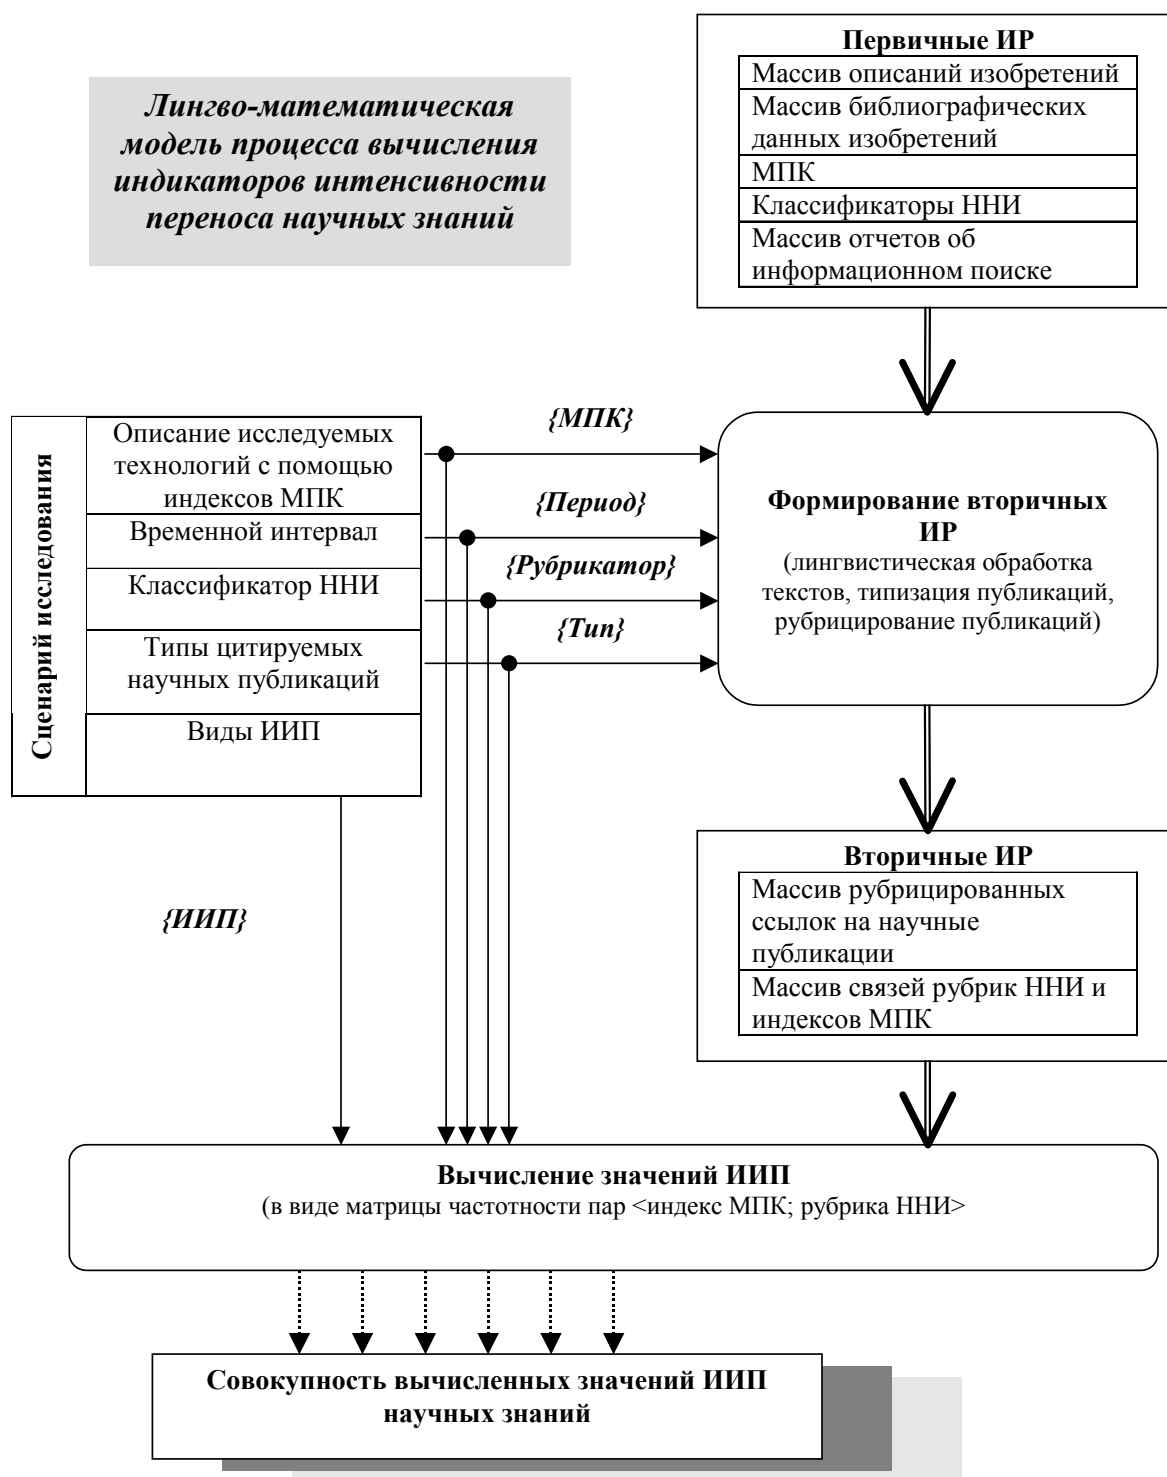 Первичные ИР
Массив описаний изобретений
Массив библиографических
данных изобретений
МПК
Классификаторы ННИ
Массив отчетов об
информационном поиске
Лингво-математическая
модель процесса вычисления
индикаторов интенсивности
переноса научных знаний
Сценарий исследования
Описание исследуемых
технологий с помощью
индексов МПК
Временной интервал
Классификатор ННИ
Типы цитируемых
научных публикаций
Виды ИИП
{МПК}
{Период}
{Рубрикатор}
{Тип}
Формирование вторичных
ИР
(лингвистическая обработка
текстов, типизация публикаций,
рубрицирование публикаций)
{ИИП}
Вторичные ИР
Массив рубрицированных
ссылок на научные
публикации
Массив связей рубрик ННИ и
индексов МПК
Вычисление значений ИИП
(в виде матрицы частотности пар <индекс МПК; рубрика ННИ>
Совокупность вычисленных значений ИИП
научных знаний